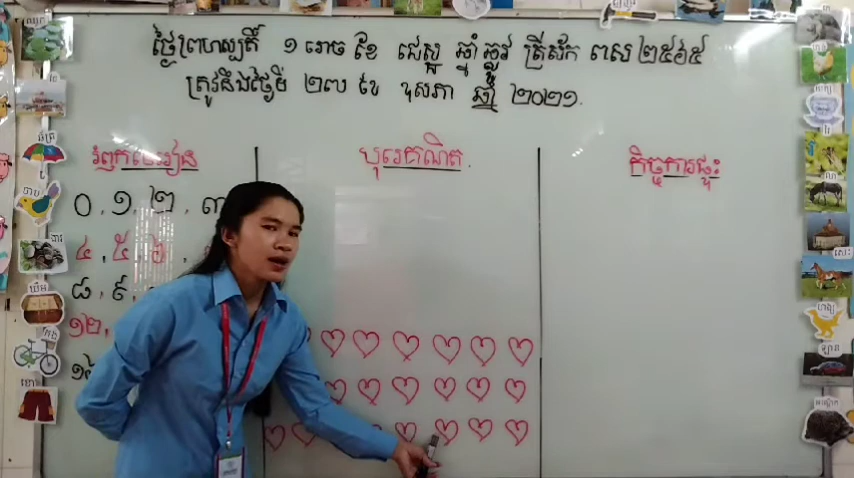 ថ្ងៃព្រហស្បតិ៍ ១ រោច ខែ ជេស្ឋ ឆ្នាំ ឆ្លូវ ត្រីស័ក ពស ២៥៦៥
ត្រូវនឹងថ្ងៃទី ២៧ ខែ ឧសភា ឆ្នាំ ២០២១.
រំឭកមេរៀន
បុរេគណិត.
កិច្ចការផ្ទះ
០ . ១ . ២ . ៣
៤ . ៥ . ៦ .
៨ . ៩ .
១២ .